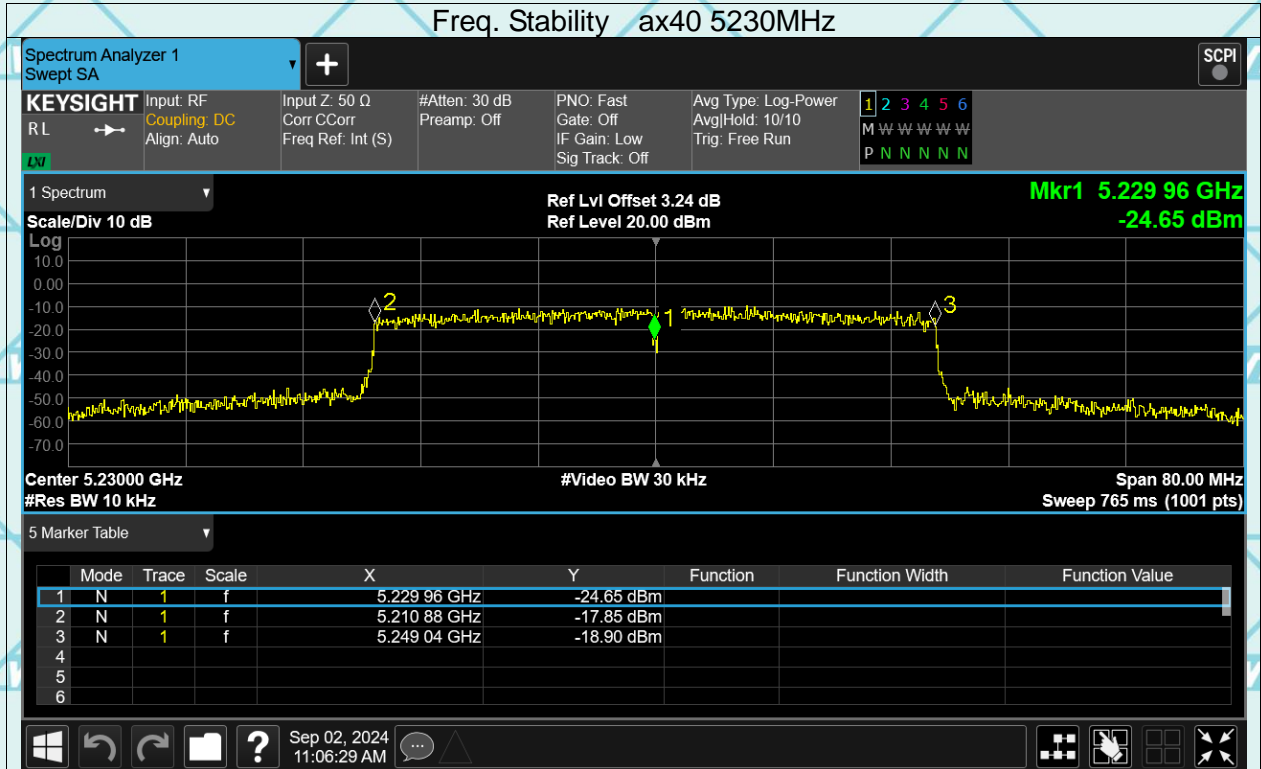 Freq. Stability ax40 5230MHz
Spectrum Analyzer 1
Swept SA
+
SCPI
KEYSIGHT
RL
LXI
Input: RF
Coupling: DC
Align: Auto
Input Z: 50 Ω
Corr CCorr
Freq Ref: Int (S)
#Atten: 30 dB
Preamp: Off
PNO: Fast
Gate: Off
IF Gain: Low
Sig Track: Off
Avg Type: Log-Power
Avg|Hold: 10/10
Trig: Free Run
1 2 3 4 5 6
M W W W W W
P N N N N N
1 Spectrum
Scale/Div 10 dB
Ref Lvl Offset 3.24 dB
Ref Level 20.00 dBm
Mkr1 5.229 96 GHz
-24.65 dBm
Log
10.0
0.00
-10.0
-20.0
-30.0
-40.0
-50.0
-60.0
-70.0
2
1
3
Center 5.23000 GHz
#Res BW 10 kHz
#Video BW 30 kHz
Span 80.00 MHz
Sweep 765 ms (1001 pts)
5 Marker Table
Mode Trace Scale X Y Function Function Width Function Value
1 N 1 f 5.229 96 GHz -24.65 dBm
2 N 1 f 5.210 88 GHz -17.85 dBm
3 N 1 f 5.249 04 GHz -18.90 dBm
4
5
6
?
Sep 02, 2024
11:06:29 AM